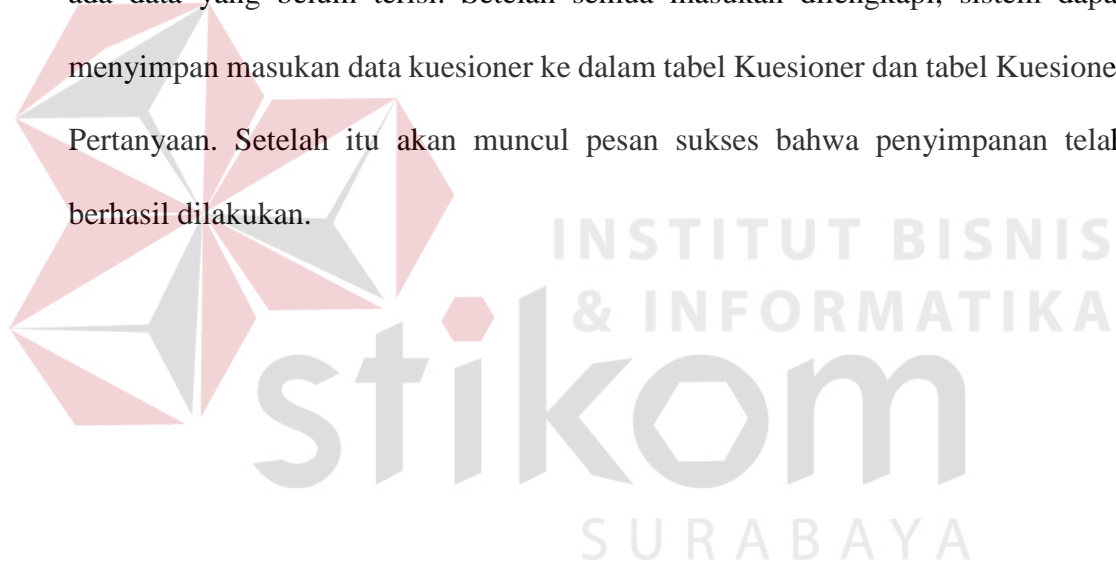 ada data yang belum terisi. Setelah semua masukan dilengkapi, sistem dapa
menyimpan masukan data kuesioner ke dalam tabel Kuesioner dan tabel Kuesione
Pertanyaan. Setelah itu akan muncul pesan sukses bahwa penyimpanan tela
berhasil dilakukan.
INSTITUT BISNIS
& INFORMATIKA
stikom
SURABAYA